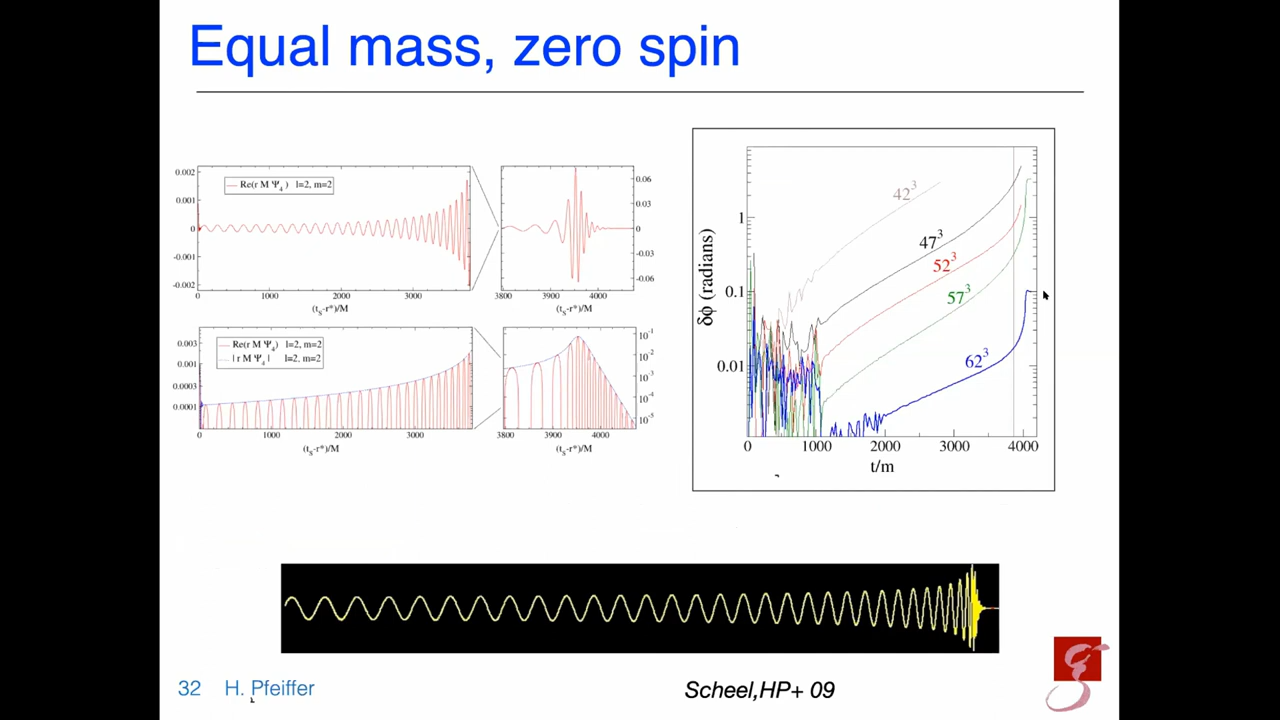 Equal mass, zero spin
0.002
0.001
0
-0.001
-0.002
Re(r M Ψ₄) l=2, m=2
0 1000 2000 3000
(tₛ-r*)/M
0.06
0.03
0
-0.03
-0.06
3800 3900 4000
(tₛ-r*)/M
0.003
0.001
0.0003
0.0001
Re(r M Ψ₄) l=2, m=2
| r M Ψ₄ | l=2, m=2
0 1000 2000 3000
(tₛ-r*)/M
10⁻¹
10⁻²
10⁻³
10⁻⁴
10⁻⁵
3800 3900 4000
(tₛ-r*)/M
δϕ (radians)
1
0.1
0.01
42³
47³
52³
57³
62³
0 1000 2000 3000 4000
t/m
32 H. Pfeiffer
Scheel,HP+ 09